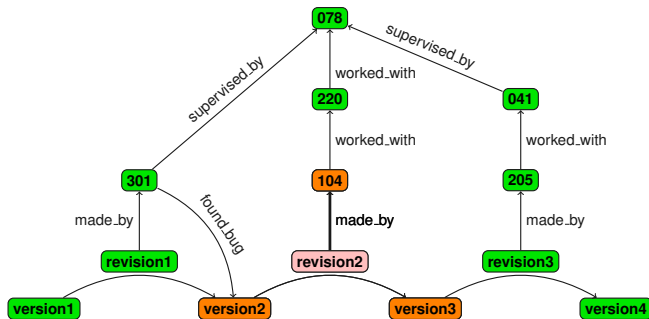 078
supervised_by
supervised_by
worked_with
220
041
worked_with
worked_with
301
104
205
found_bug
made_by
made_by
made_by
revision1
revision2
revision3
version1
version2
version3
version4